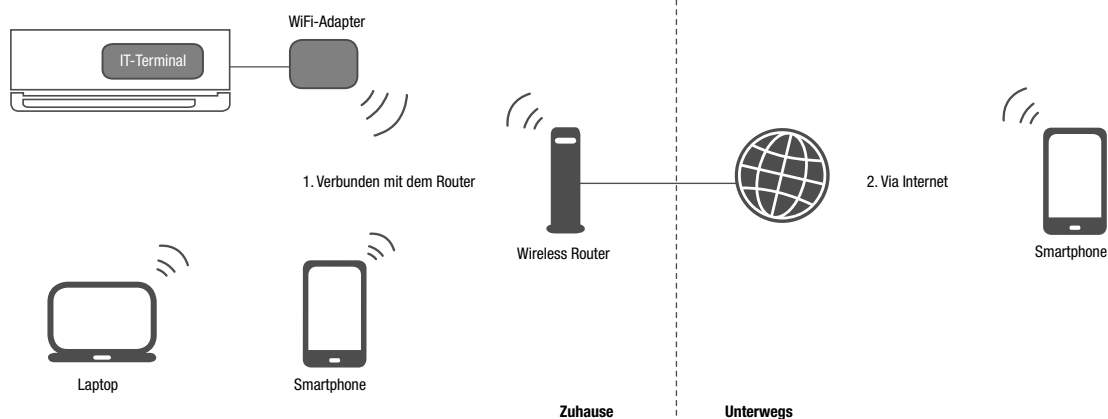 WiFi-Adapter
IT-Terminal
1. Verbunden mit dem Router
2. Via Internet
Wireless Router
Smartphone
Laptop
Smartphone
Zuhause
Unterwegs